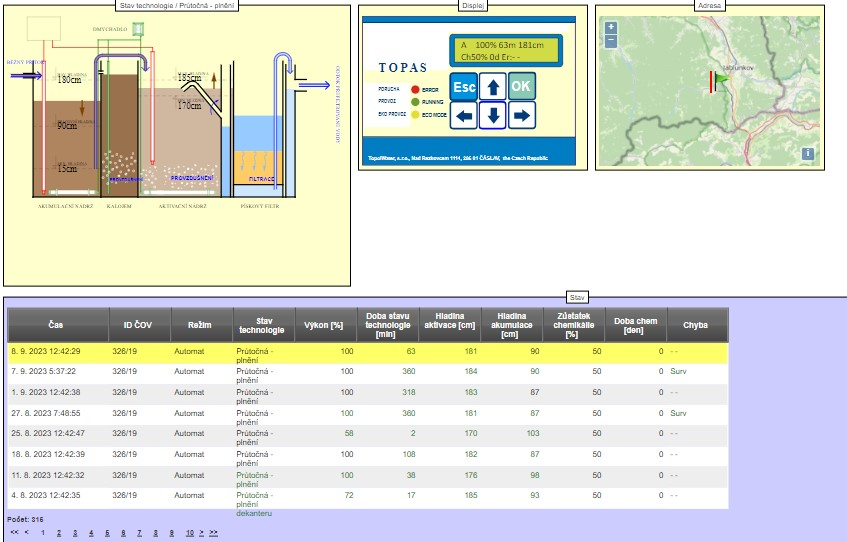 Stav technologie / Průtočná - plnění
DMYCHADLO
BĚŽNÝ PŘÍTOK
180cm
90cm
15cm
185cm
170cm
PROVZDUŠNĚNÍ
FILTRACE
AKUMULAČNÍ NÁDRŽ
KALOJEM
AKTIVAČNÍ NÁDRŽ
PÍSKOVÝ FILTR
Displej
A 100% 63m 181cm
Ch50% 0d Er:- -
TOPAS
PORUCHA ERROR
PROVOZ RUNNING
EKO PROVOZ ECO MODE
Esc
OK
TopolWater, s.r.o., Nad Rezkovcem 1114, 286 01 ČÁSLAV, the Czech Republic
Adresa
+
−
Jablunkov
i
Stav
Čas ID ČOV Režim Stav technologie Výkon [%] Doba stavu technologie [min] Hladina aktivace [cm] Hladina akumulace [cm] Zůstatek chemikálie [%] Doba chem [den] Chyba
8. 9. 2023 12:42:29 326/19 Automat Průtočná - plnění 100 63 181 90 50 0 - -
7. 9. 2023 5:37:22 326/19 Automat Průtočná - plnění 100 360 184 90 50 0 Surv
1. 9. 2023 12:42:38 326/19 Automat Průtočná - plnění 100 318 183 87 50 0 - -
27. 8. 2023 7:48:55 326/19 Automat Průtočná - plnění 100 360 181 87 50 0 Surv
25. 8. 2023 12:42:47 326/19 Automat Průtočná - plnění 58 2 170 103 50 0 - -
18. 8. 2023 12:42:39 326/19 Automat Průtočná - plnění 100 108 182 87 50 0 - -
11. 8. 2023 12:42:32 326/19 Automat Průtočná - plnění 100 38 176 98 50 0 - -
4. 8. 2023 12:42:35 326/19 Automat Průtočná - plnění dekanteru 72 17 185 93 50 0 - -
Počet: 315
<< < 1 2 3 4 5 6 7 8 9 10 > >>